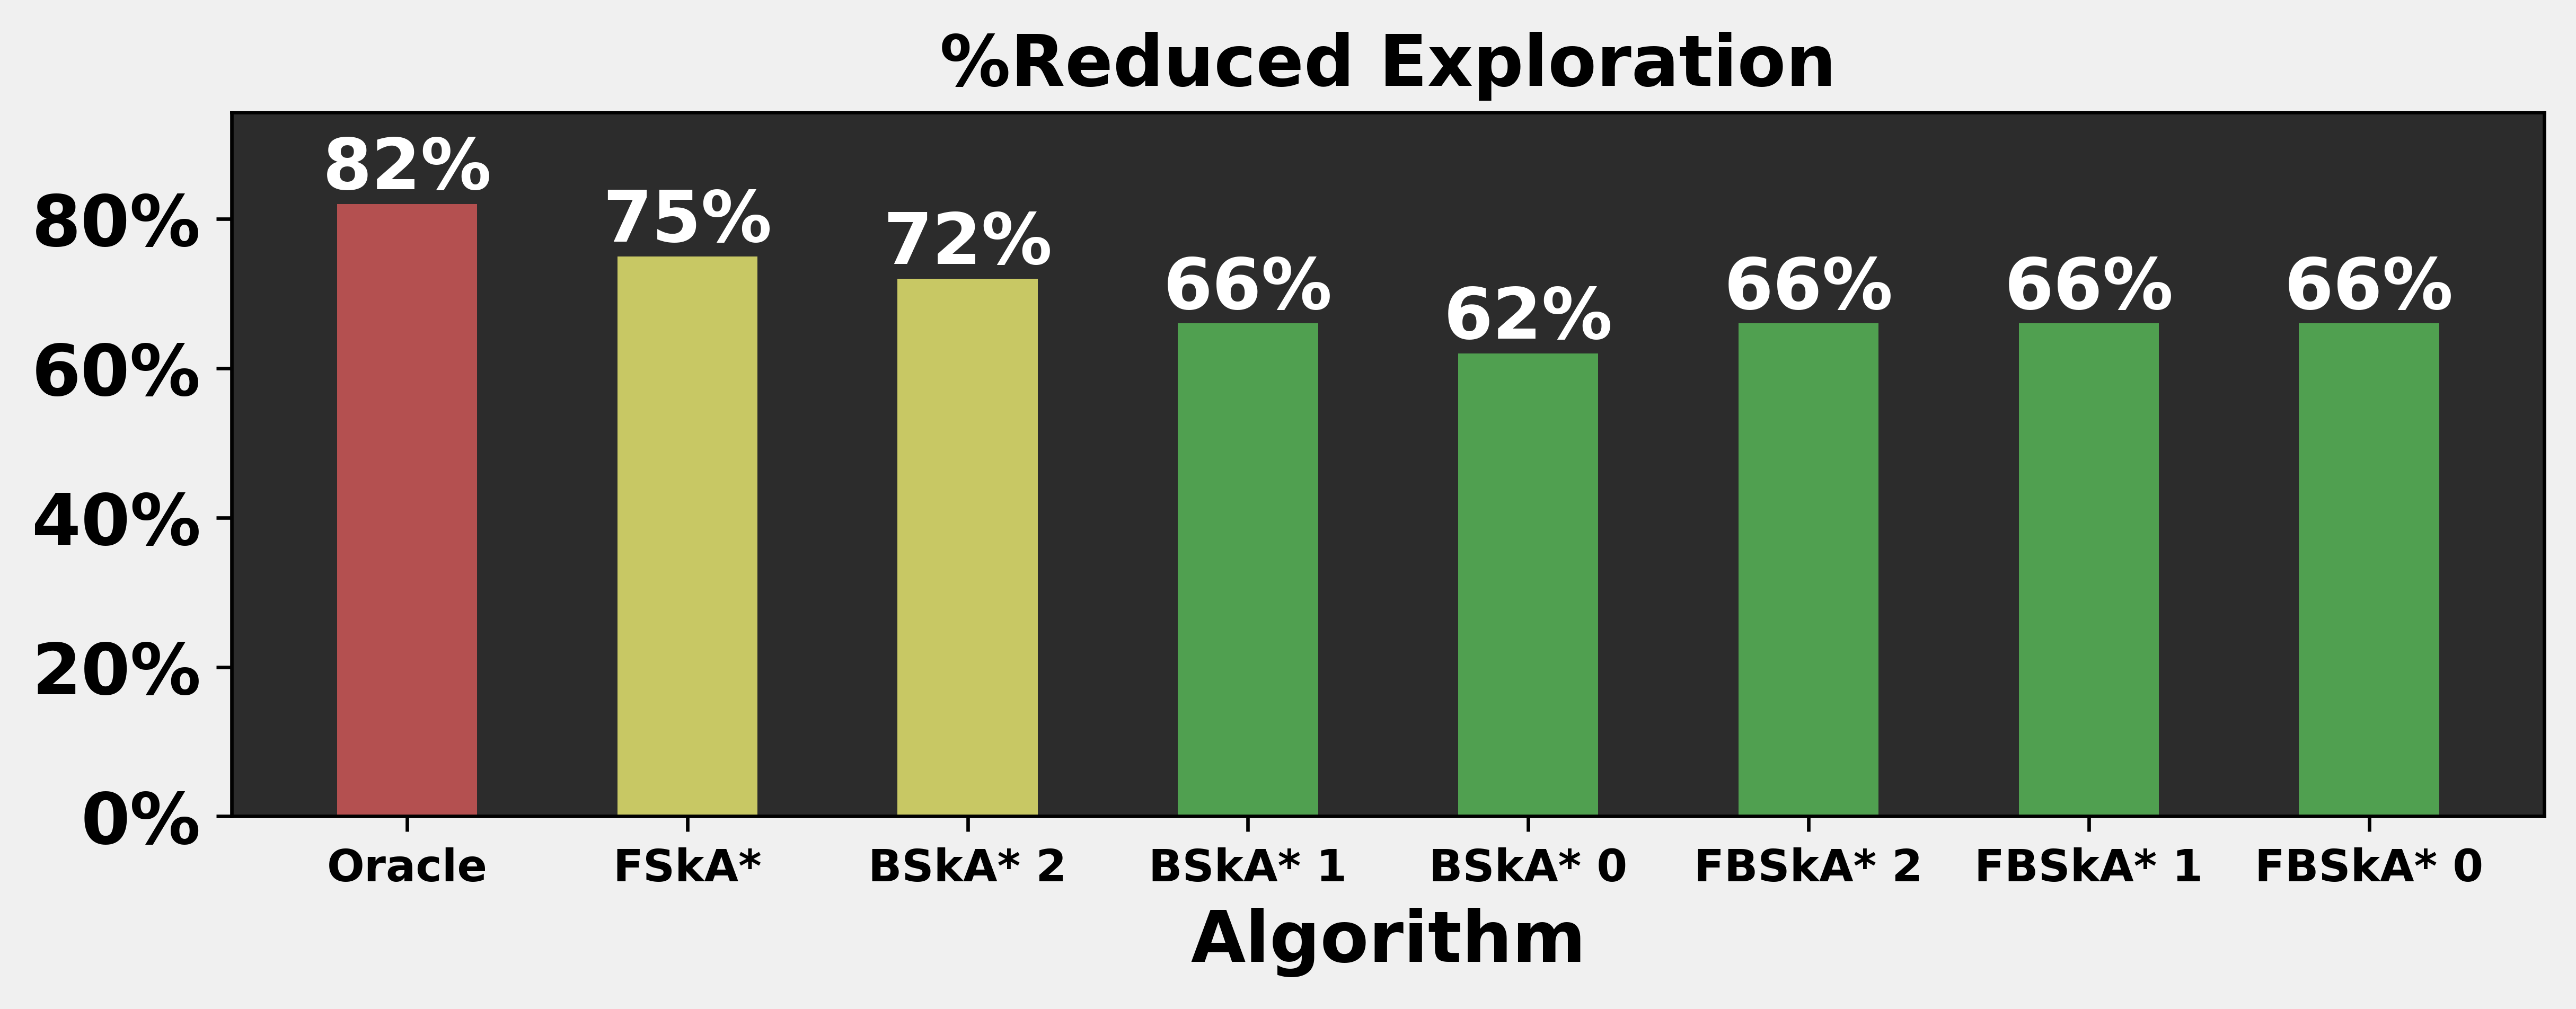 %Reduced Exploration
82%
75%
72%
66%
62%
66%
66%
66%
80%
60%
40%
20%
0%
Oracle
FSkA*
BSkA* 2
BSkA* 1
BSkA* 0
FBSkA* 2
FBSkA* 1
FBSkA* 0
Algorithm